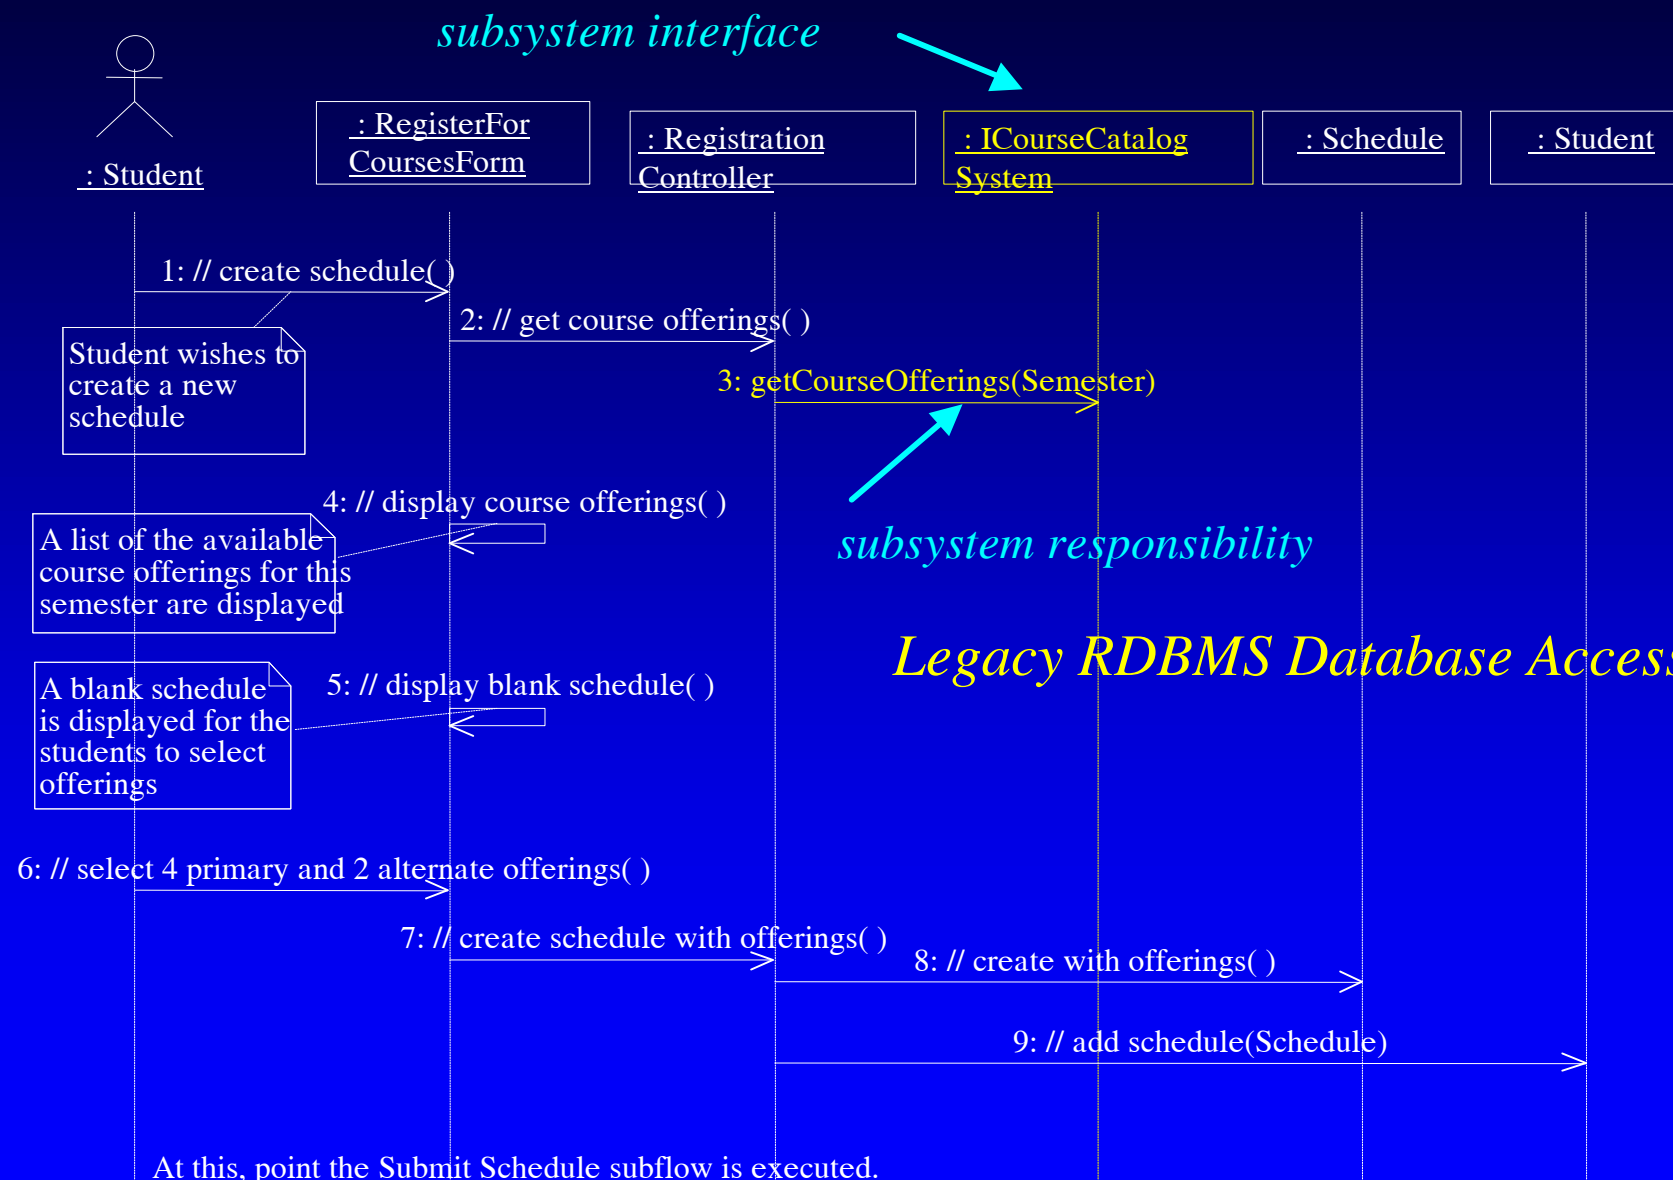 subsystem interface
: Student
: RegisterFor
CoursesForm
: Registration
Controller
: ICourseCatalog
System
: Schedule
: Student
1: // create schedule( )
2: // get course offerings( )
Student wishes to
create a new
schedule
3: getCourseOfferings(Semester)
4: // display course offerings( )
A list of the available
course offerings for this
semester are displayed
subsystem responsibility
Legacy RDBMS Database Access
5: // display blank schedule( )
A blank schedule
is displayed for the
students to select
offerings
6: // select 4 primary and 2 alternate offerings( )
7: // create schedule with offerings( )
8: // create with offerings( )
9: // add schedule(Schedule)
At this, point the Submit Schedule subflow is executed.